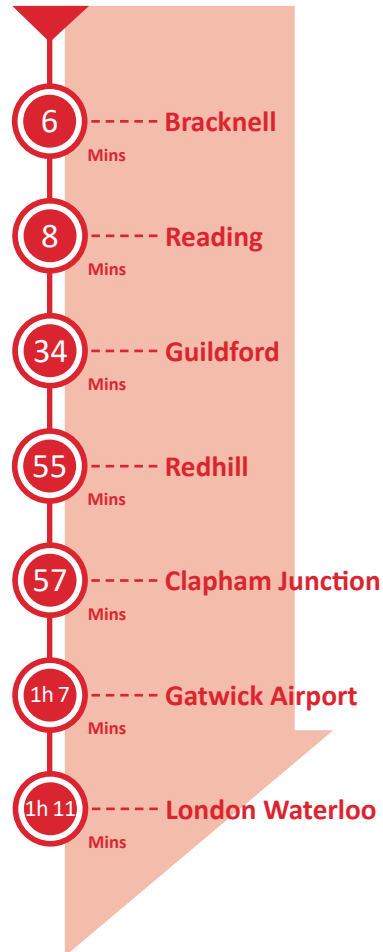 6 Bracknell
Mins
8 Reading
Mins
34 Guildford
Mins
55 Redhill
Mins
57 Clapham Junction
Mins
1h 7 Gatwick Airport
Mins
1h 11 London Waterloo
Mins